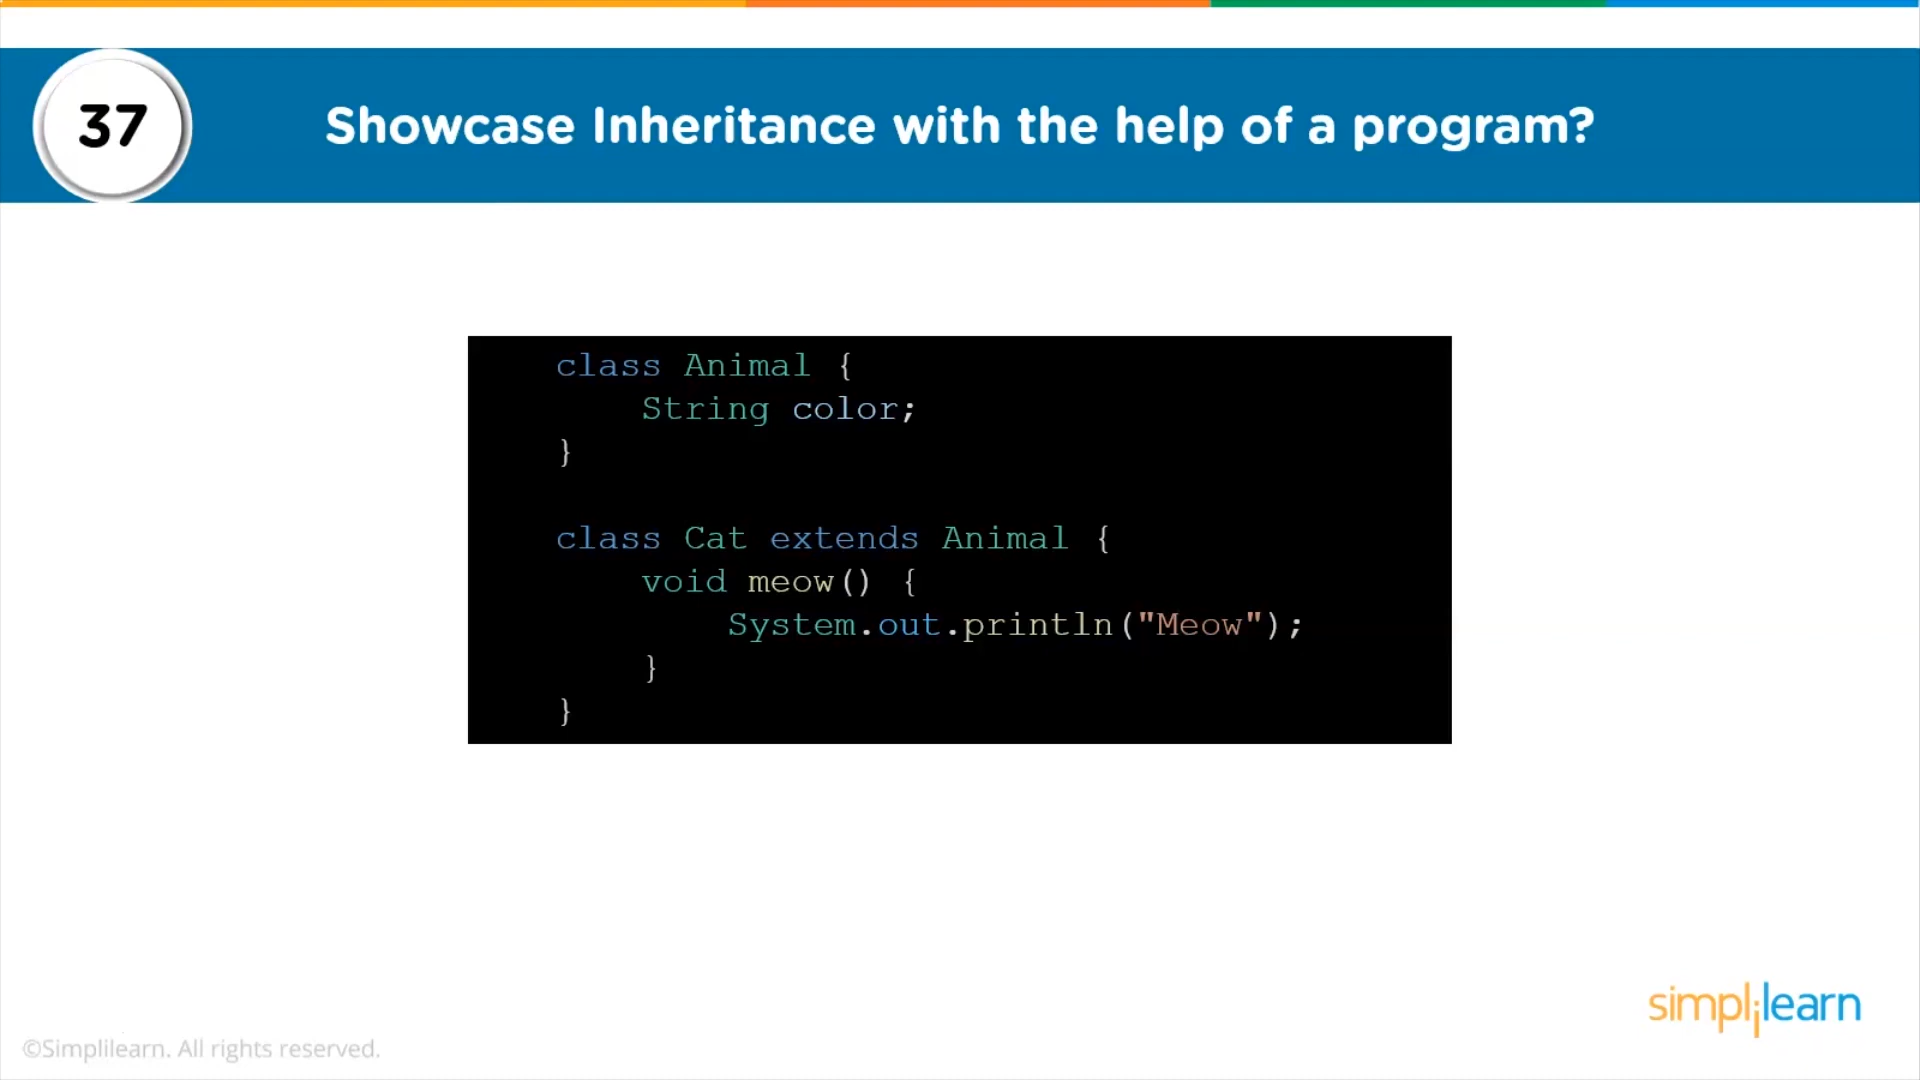 37
Showcase Inheritance with the help of a program?
class Animal {
String color;
}
class Cat extends Animal {
void meow() {
System.out.println("Meow");
}
}
simplilearn
©Simplilearn. All rights reserved.